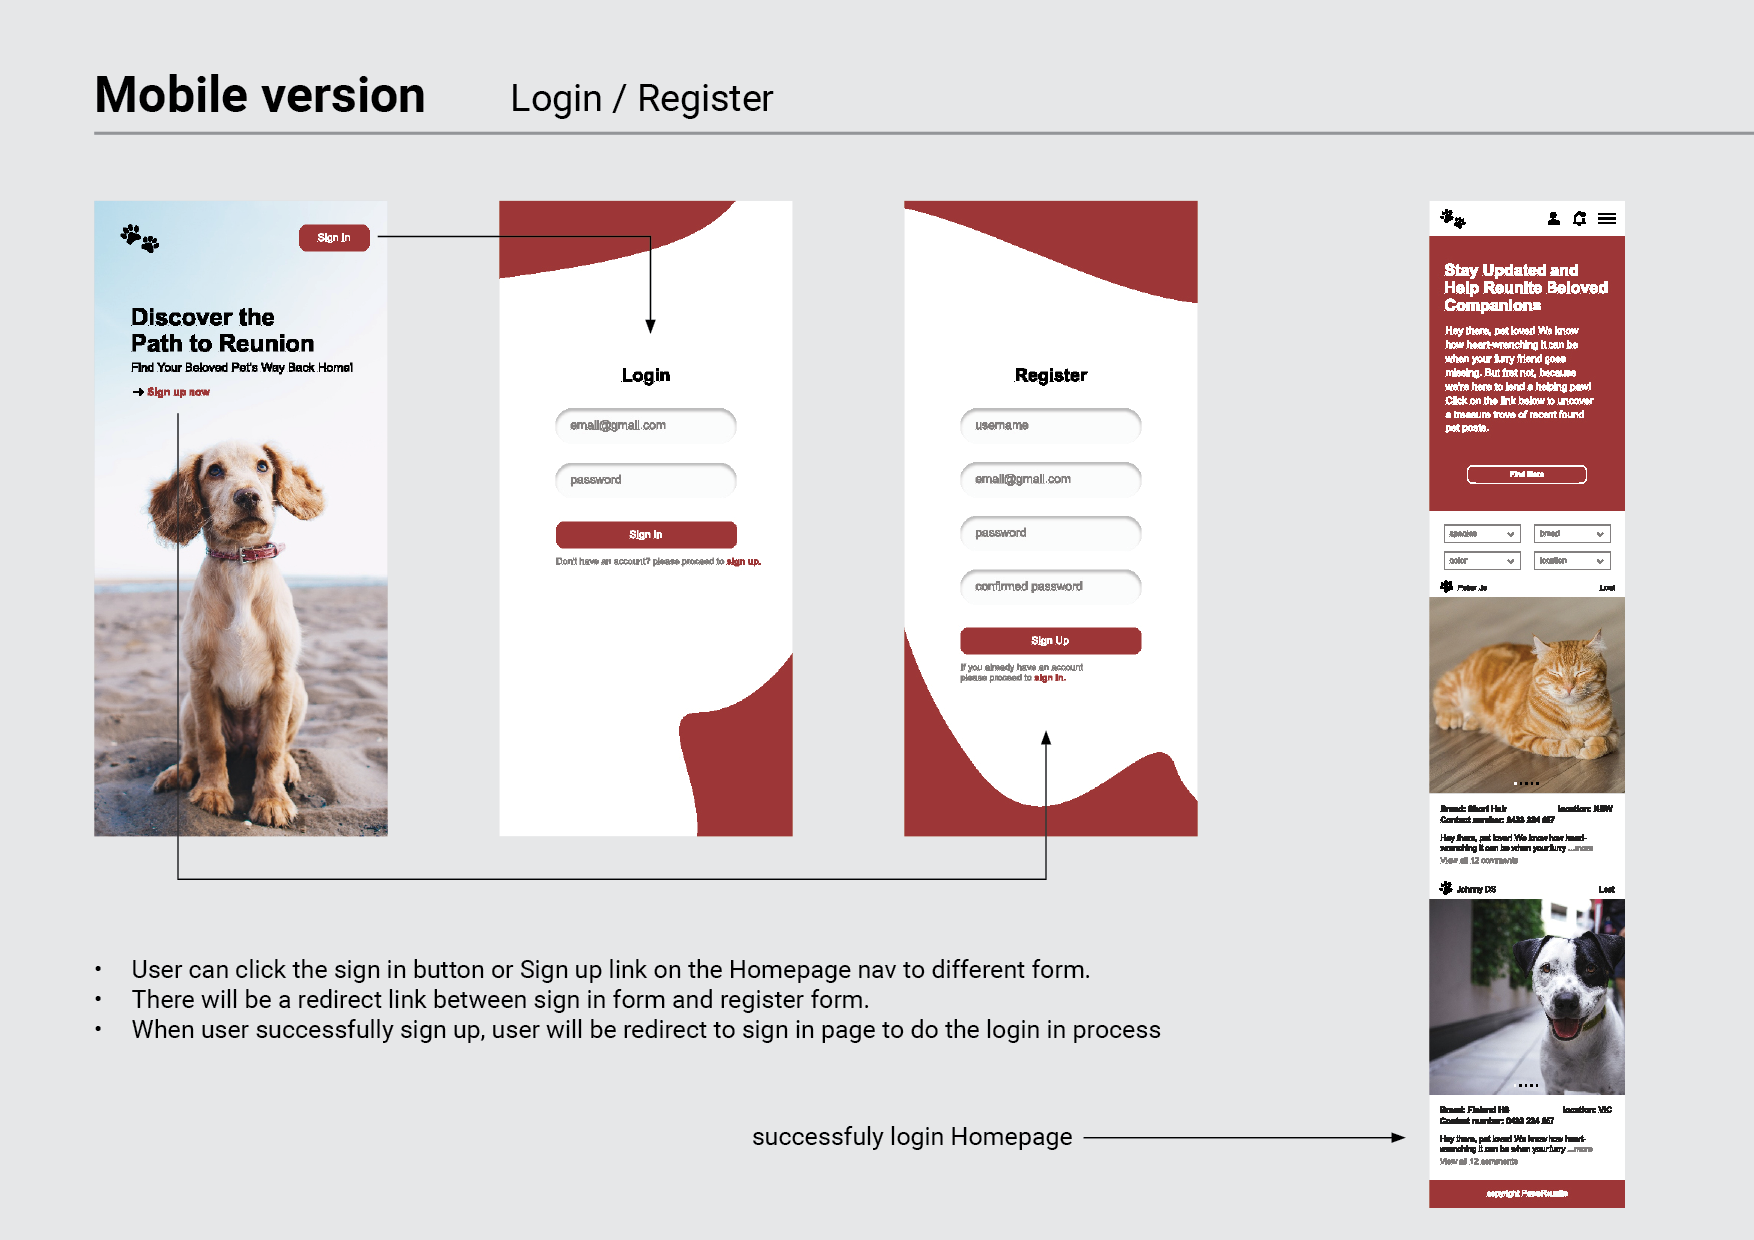 Mobile version
Login / Register
Sign In
Discover the
Path to Reunion
Find Your Beloved Pet's Way Back Home!
Sign up now
Login
email@gmail.com
password
Sign In
Don't have an account? please proceed to sign up.
Register
username
email@gmail.com
password
confirmed password
Sign Up
If you already have an account
please proceed to sign in.
Stay Updated and
Help Reunite Beloved
Companions
Hey there, pet lover! We know
how heart-wrenching it can be
when your furry friend goes
missing. But fret not, because
we're here to lend a helping paw!
Click on the link below to uncover
a treasure trove of recent found
pet posts.
Find More
species
breed
color
location
Peter Jo
Lost
Breed: Short Hair
location: NSW
Contact number: 0433 234 567
Hey there, pet lover! We know how heart-
wrenching it can be when your furry ...more
View all 12 comments
Johnny DS
Lost
Breed: Finland
location: VIC
Contact number: 0433 234 567
Hey there, pet lover! We know how heart-
wrenching it can be when your furry ...more
View all 12 comments
copyright PawsReunite
• User can click the sign in button or Sign up link on the Homepage nav to different form.
• There will be a redirect link between sign in form and register form.
• When user successfully sign up, user will be redirect to sign in page to do the login in process
successfuly login Homepage